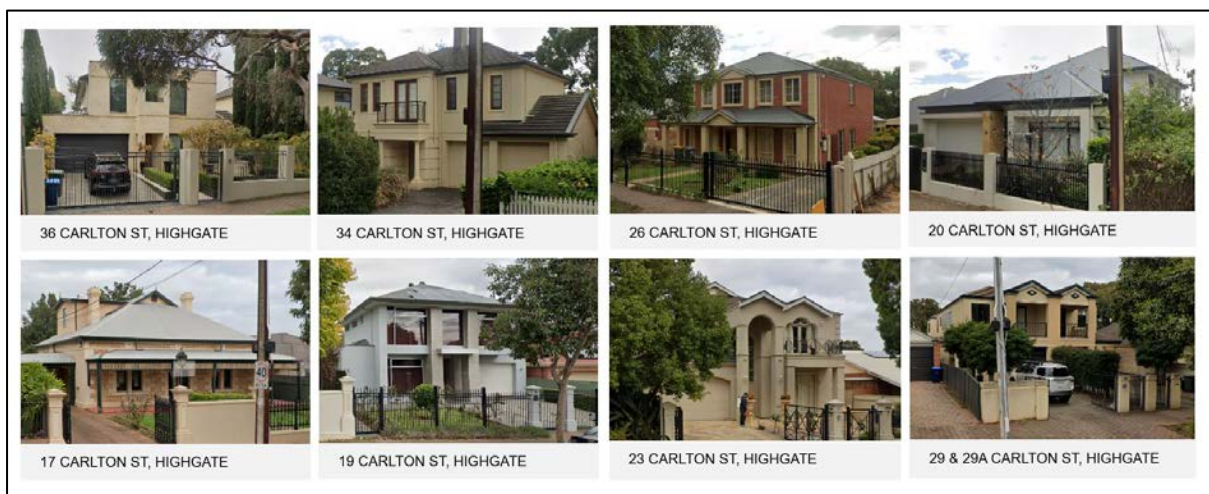 36 CARLTON ST, HIGHGATE
34 CARLTON ST, HIGHGATE
26 CARLTON ST, HIGHGATE
20 CARLTON ST, HIGHGATE
40
17 CARLTON ST, HIGHGATE
19 CARLTON ST, HIGHGATE
23 CARLTON ST, HIGHGATE
29 & 29A CARLTON ST, HIGHGATE